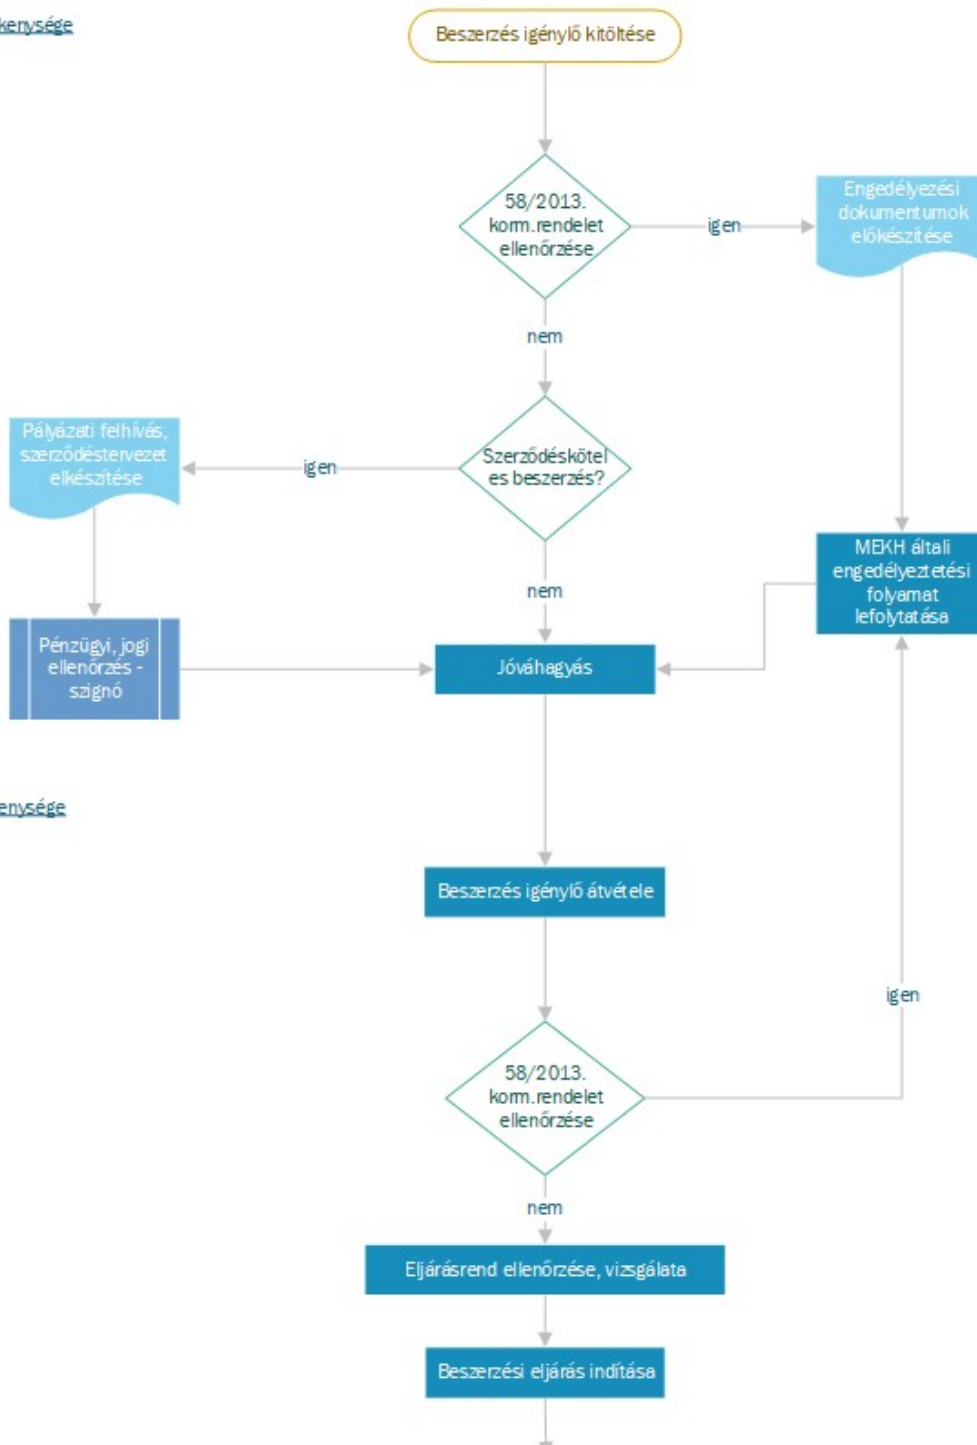 kenysége
Beszerzés igénylő kitöltése
58/2013.
korm.rendelet
ellenőrzése
igen
Engedélyezési
dokumentumok
előkészítése
nem
Pályázati felhívás,
szerződéstervezet
elkészítése
igen
Szerződéskötel
es beszerzés?
MEKH általi
engedélyeztetési
folyamat
lefolytatása
nem
Pénzügyi, jogi
ellenőrzés -
szignó
Jóváhagyás
enysége
Beszerzés igénylő átvétele
igen
58/2013.
korm.rendelet
ellenőrzése
nem
Eljárásrend ellenőrzése, vizsgálata
Beszerzési eljárás indítása